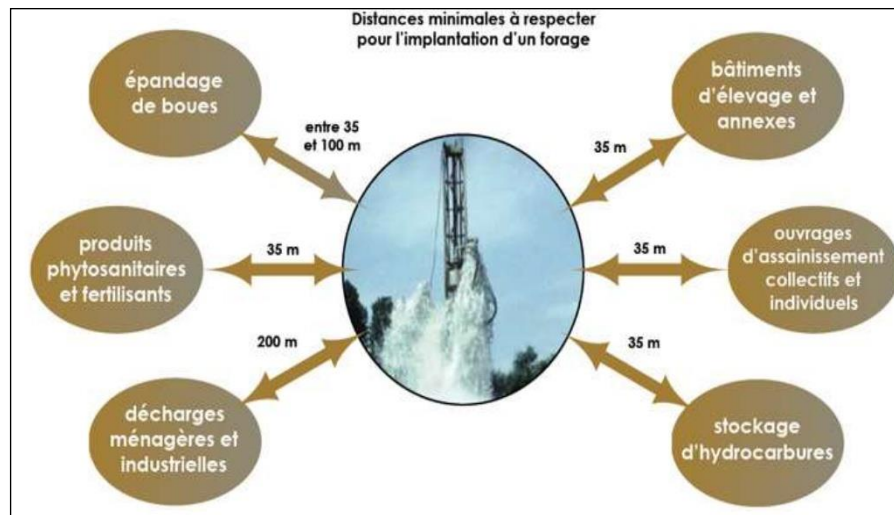 Distances minimales à respecter
pour l'implantation d'un forage
épandage
de boues
entre 35
et 100 m
bâtiments
d'élevage et
annexes
35 m
produits
phytosanitaires
et fertilisants
35 m
ouvrages
d'assainissement
collectifs et
individuels
35 m
décharges
ménagères et
industrielles
200 m
stockage
d'hydrocarbures
35 m